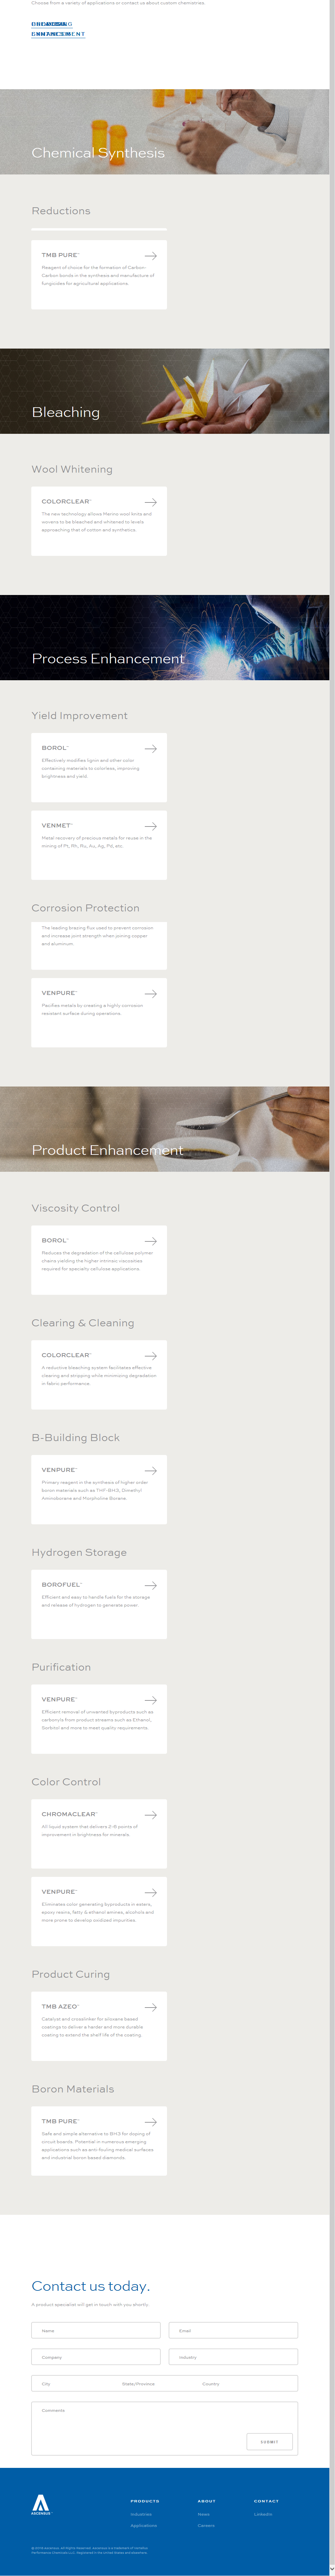 Choose from a variety of applications or contact us about custom chemistries.
Chemical Synthesis
Reductions
TMB PURE™
Reagent of choice for the formation of Carbon-
Carbon bonds in the synthesis and manufacture of
fungicides for agricultural applications.
Bleaching
Wool Whitening
COLORCLEAR™
The new technology allows Merino wool knits and
wovens to be bleached and whitened to levels
approaching that of cotton and synthetics.
Process Enhancement
Yield Improvement
BOROL™
Effectively modifies lignin and other color
containing materials to colorless, improving
brightness and yield.
VENMET™
Metal recovery of precious metals for reuse in the
mining of Pt, Rh, Ru, Au, Ag, Pd, etc.
Corrosion Protection
The leading brazing flux used to prevent corrosion
and increase joint strength when joining copper
and aluminum.
VENPURE™
Pacifies metals by creating a highly corrosion
resistant surface during operations.
Product Enhancement
Viscosity Control
BOROL™
Reduces the degradation of the cellulose polymer
chains yielding the higher intrinsic viscosities
required for specialty cellulose applications.
Clearing & Cleaning
COLORCLEAR™
A reductive bleaching system facilitates effective
clearing and stripping while minimizing degradation
in fabric performance.
B-Building Block
VENPURE™
Primary reagent in the synthesis of higher order
boron materials such as THF-BH3, Dimethyl
Aminoborane and Morpholine Borane.
Hydrogen Storage
BOROFUEL™
Efficient and easy to handle fuels for the storage
and release of hydrogen to generate power.
Purification
VENPURE™
Efficient removal of unwanted byproducts such as
carbonyls from product streams such as Ethanol,
Sorbitol and more to meet quality requirements.
Color Control
CHROMACLEAR™
All liquid system that delivers 2-6 points of
improvement in brightness for minerals.
VENPURE™
Eliminates color generating byproducts in esters,
epoxy resins, fatty & ethanol amines, alcohols and
more prone to develop oxidized impurities.
Product Curing
TMB AZEO™
Catalyst and crosslinker for siloxane based
coatings to deliver a harder and more durable
coating to extend the shelf life of the coating.
Boron Materials
TMB PURE™
Safe and simple alternative to BH3 for doping of
circuit boards. Potential in numerous emerging
applications such as anti-fouling medical surfaces
and industrial boron-based diamonds.
Contact us today.
A product specialist will get in touch with you shortly.
Name
Email
Company
Industry
City
State/Province
Country
Comments
SUBMIT
ASCENSUS™
PRODUCTS
ABOUT
CONTACT
Industries
News
LinkedIn
Applications
Careers